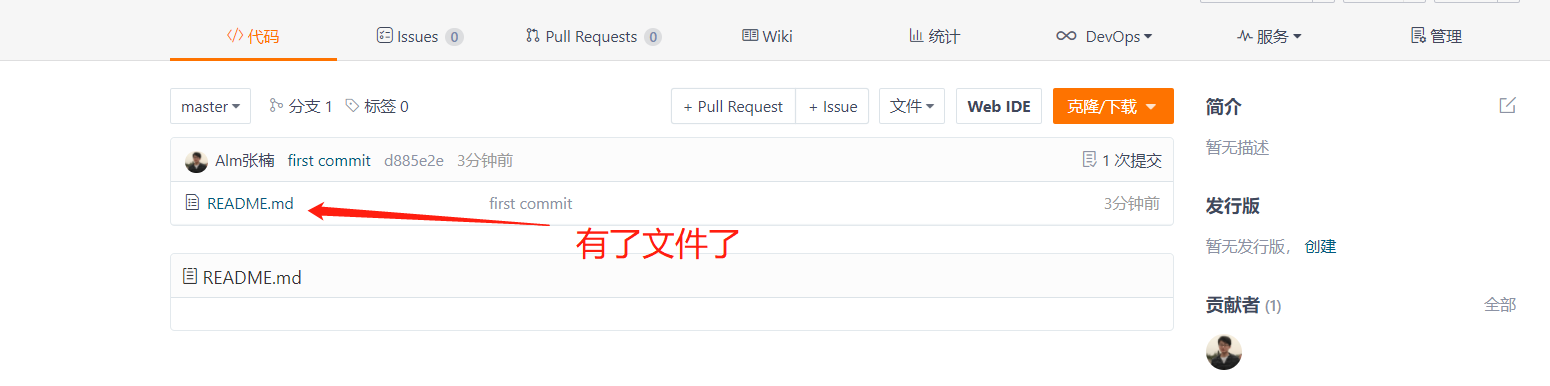 代码 Issues 0 Pull Requests 0 Wiki 统计 DevOps 服务 管理
master 分支 1 标签 0 + Pull Request + Issue 文件 Web IDE 克隆/下载
Alm张楠 first commit d885e2e 3分钟前 1 次提交
README.md first commit 3分钟前
有了文件了
README.md
简介
暂无描述
发行版
暂无发行版，创建
贡献者 (1) 全部